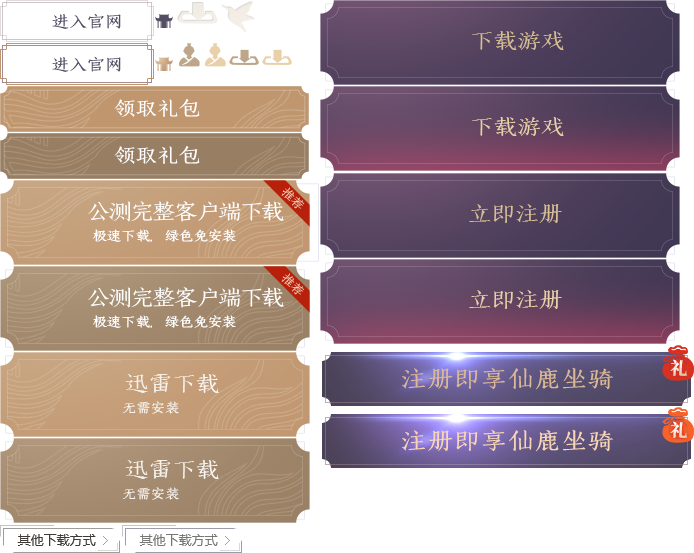 进入官网
进入官网
领取礼包
领取礼包
公测完整客户端下载
推荐
极速下载，绿色免安装
公测完整客户端下载
推荐
极速下载，绿色免安装
迅雷下载
无需安装
迅雷下载
无需安装
其他下载方式
其他下载方式
下载游戏
下载游戏
立即注册
立即注册
注册即享仙鹿坐骑
礼
注册即享仙鹿坐骑
礼